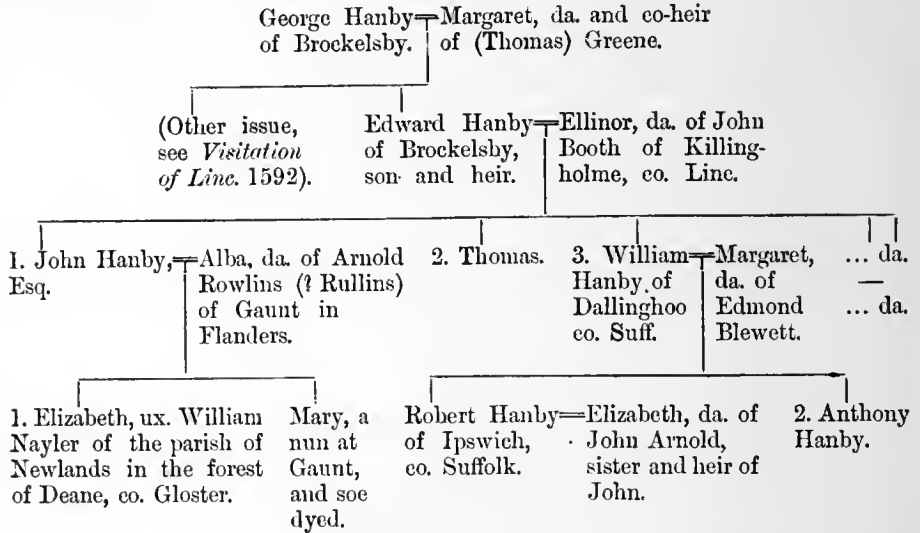 George Hanby
of Brockelsby.
Margaret, da. and co-heir
of (Thomas) Greene.
(Other issue,
see Visitation
of Linc. 1592).
Edward Hanby
of Brockelsby,
son and heir.
Ellinor, da. of John
Booth of Killing-
holme, co. Linc.
1. John Hanby,
Esq.
Alba, da. of Arnold
Rowlins (? Rullins)
of Gaunt in
Flanders.
2. Thomas.
3. William
Hanby of
Dallinghoo
co. Suff.
Margaret,
da. of
Edmond
Blewett.
... da.
—
... da.
1. Elizabeth, ux. William
Nayler of the parish of
Newlands in the forest
of Deane, co. Gloster.
Mary, a
nun at
Gaunt,
and soe
dyed.
Robert Hanby
of Ipswich,
co. Suffolk.
Elizabeth, da. of
John Arnold,
sister and heir of
John.
2. Anthony
Hanby.